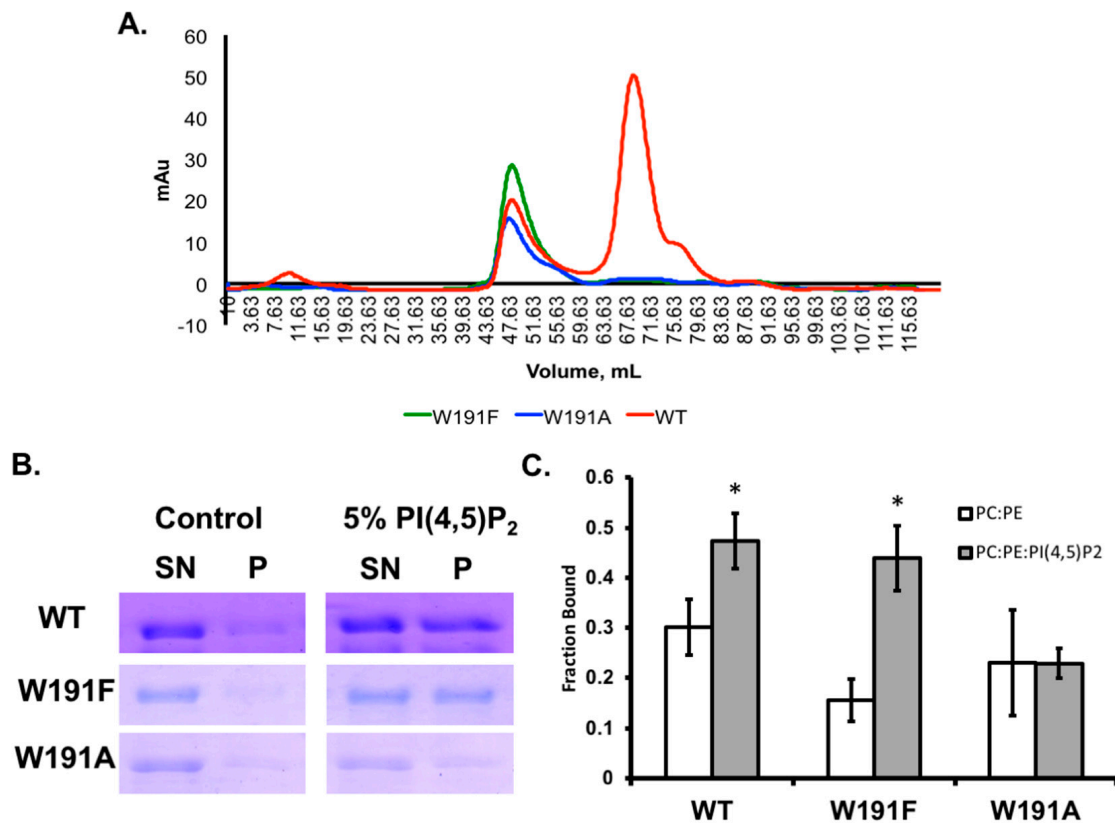 A.
60
50
40
30
20
10
0
-10
mAu
10 3.63 7.63 11.63 15.63 19.63 23.63 27.63 31.63 35.63 39.63 43.63 47.63 51.63 55.63 59.63 63.63 67.63 71.63 75.63 79.63 83.63 87.63 91.63 95.63 99.63 103.63 107.63 111.63 115.63
Volume, mL
W191F W191A WT
B.
Control 5% PI(4,5)P2
SN P SN P
WT
W191F
W191A
C.
0.6
0.5
0.4
0.3
0.2
0.1
0
Fraction Bound
* *
PC:PE
PC:PE:PI(4,5)P2
WT W191F W191A